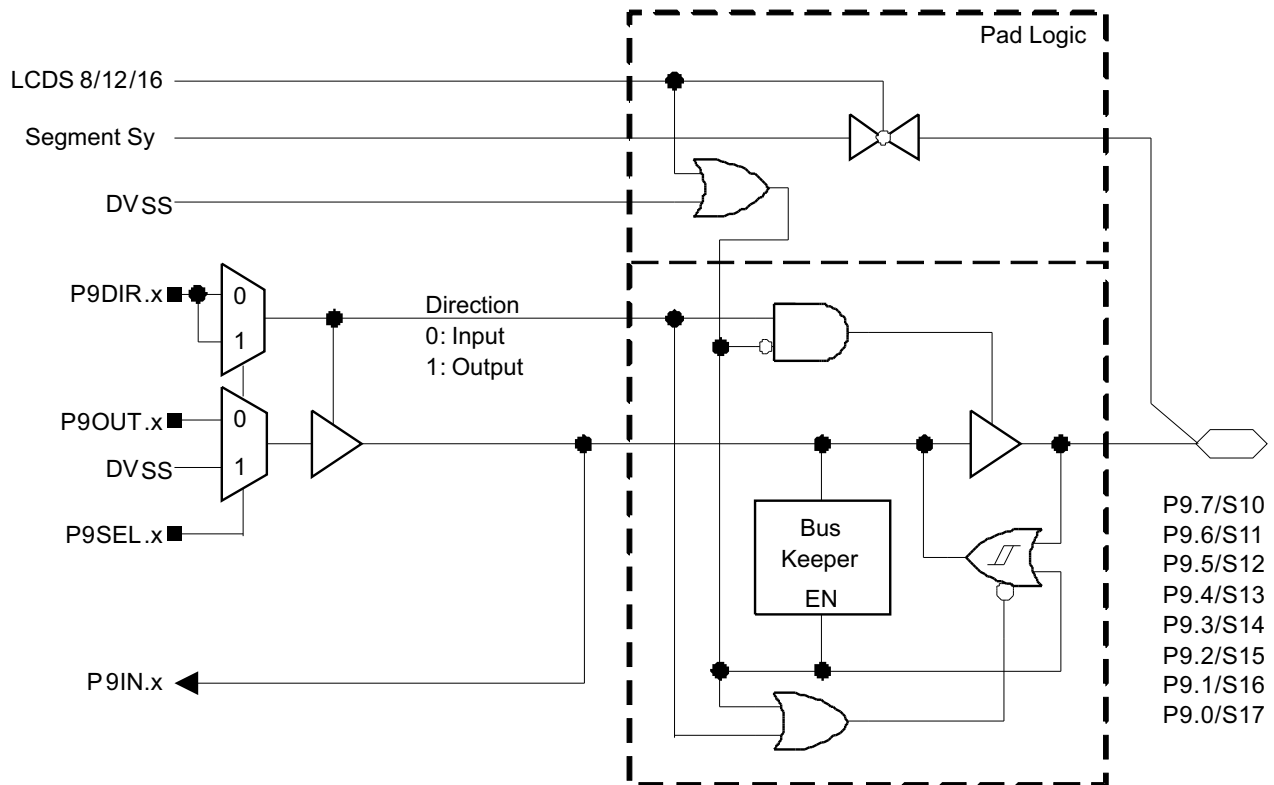 Pad Logic
LCDS 8/12/16
Segment Sy
DVSS
P9DIR.x
0
1
Direction
0: Input
1: Output
P9OUT.x
0
DVSS
1
P9SEL.x
Bus
Keeper
EN
P9IN.x
P9.7/S10
P9.6/S11
P9.5/S12
P9.4/S13
P9.3/S14
P9.2/S15
P9.1/S16
P9.0/S17